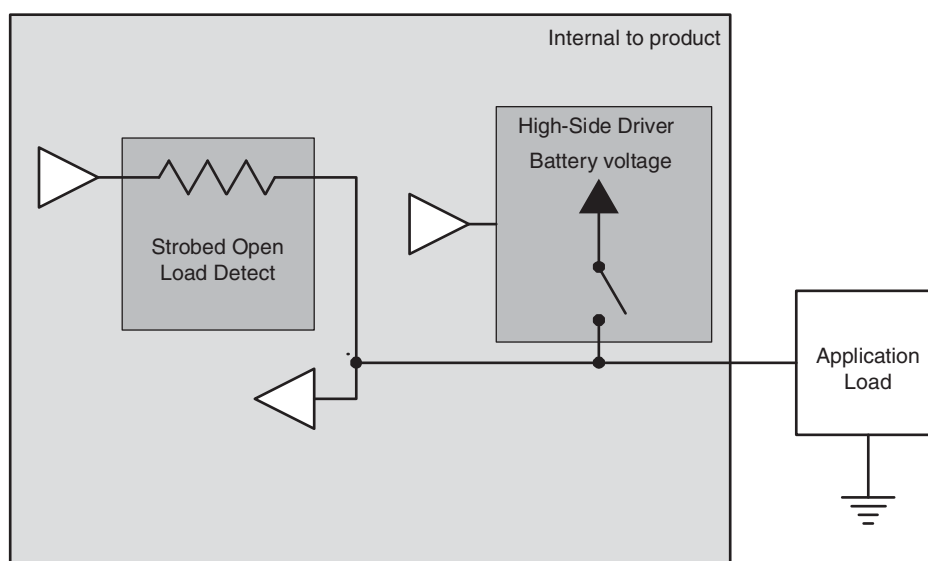 Internal to product
High-Side Driver
Battery voltage
Strobed Open
Load Detect
Application
Load